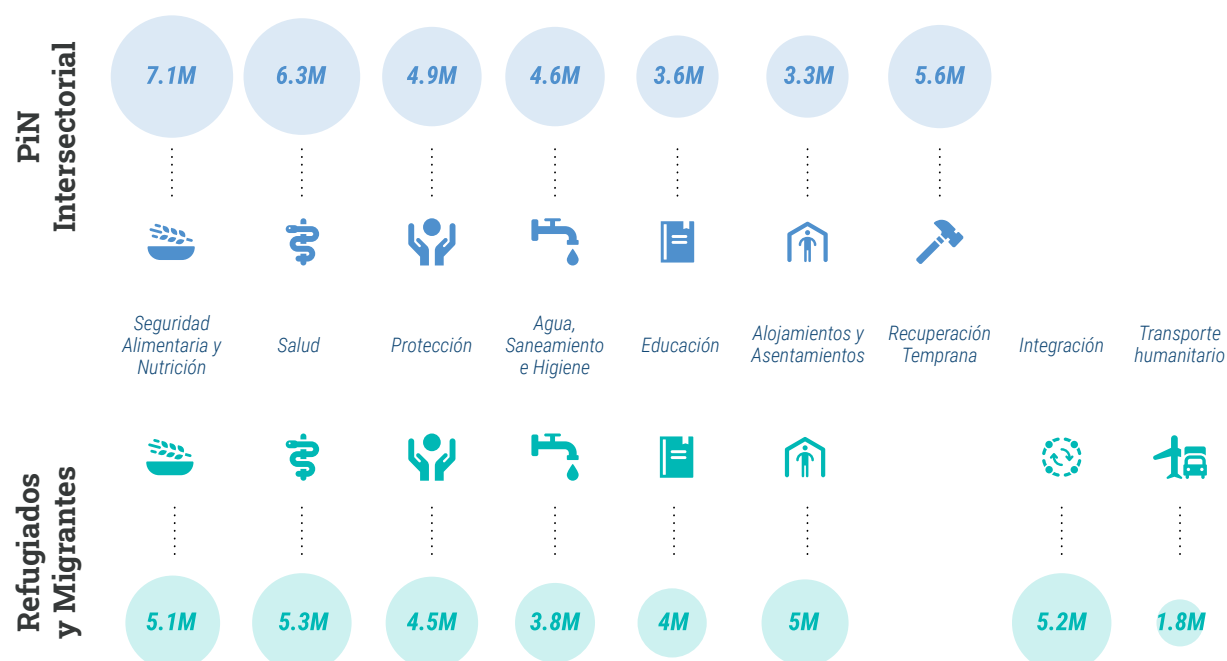 PiN
Intersectorial
7.1M
6.3M
4.9M
4.6M
3.6M
3.3M
5.6M
Seguridad
Alimentaria y
Nutrición
Salud
Protección
Agua,
Saneamiento
e Higiene
Educación
Alojamientos y
Asentamientos
Recuperación
Temprana
Integración
Transporte
humanitario
Refugiados
y Migrantes
5.1M
5.3M
4.5M
3.8M
4M
5M
5.2M
1.8M